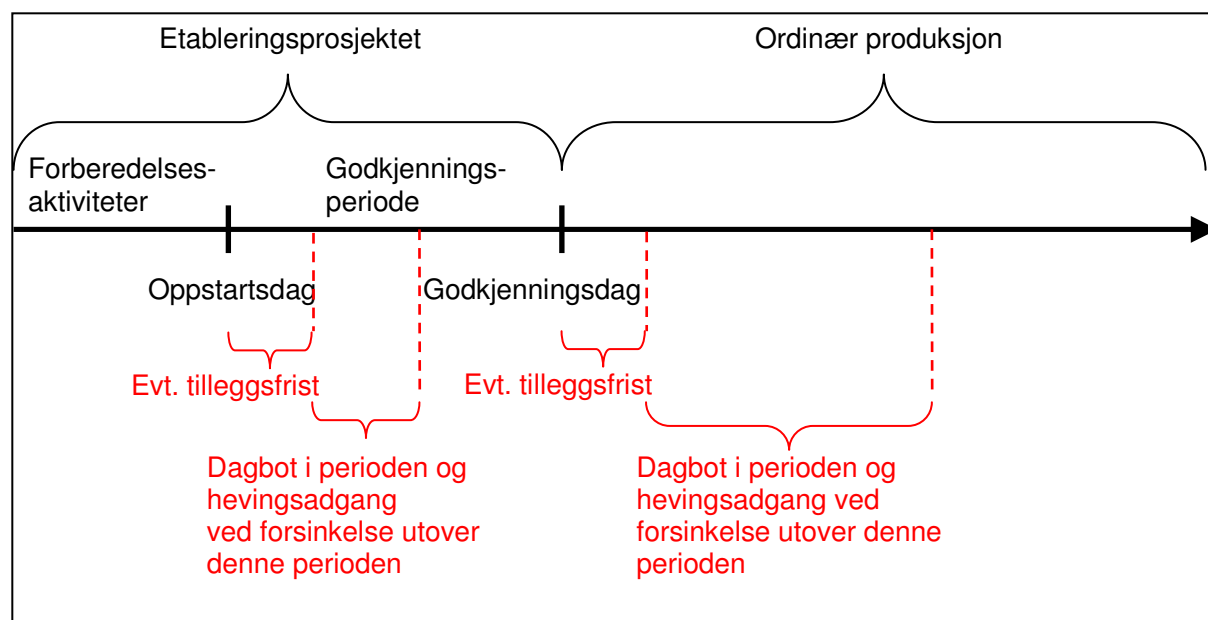 Etableringsprosjektet
Ordinær produksjon
Forberedelses-
aktiviteter
Godkjennings-
periode
Oppstartsdag
Godkjenningsdag
Evt. tilleggsfrist
Evt. tilleggsfrist
Dagbot i perioden og
hevingsadgang
ved forsinkelse utover
denne perioden
Dagbot i perioden og
hevingsadgang ved
forsinkelse utover denne
perioden